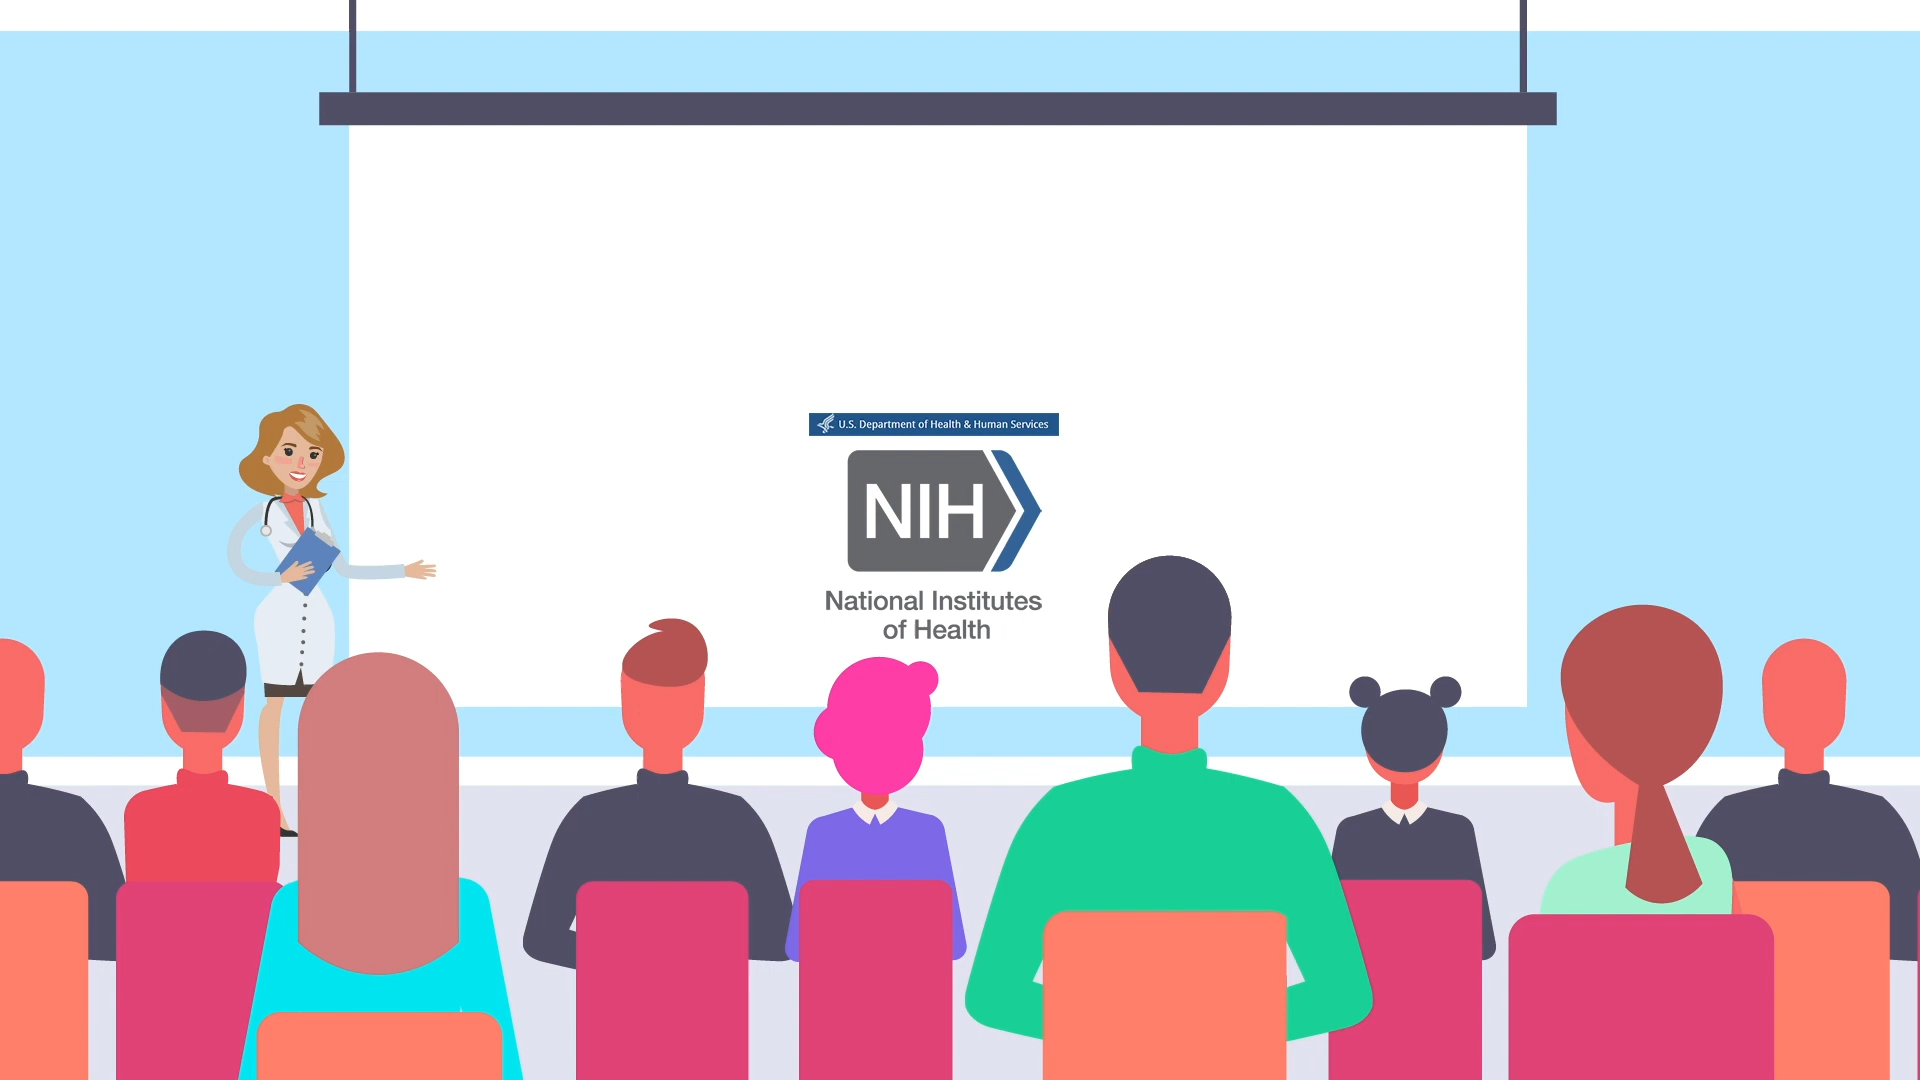 U.S. Department of Health & Human Services
NIH
National Institutes
of Health